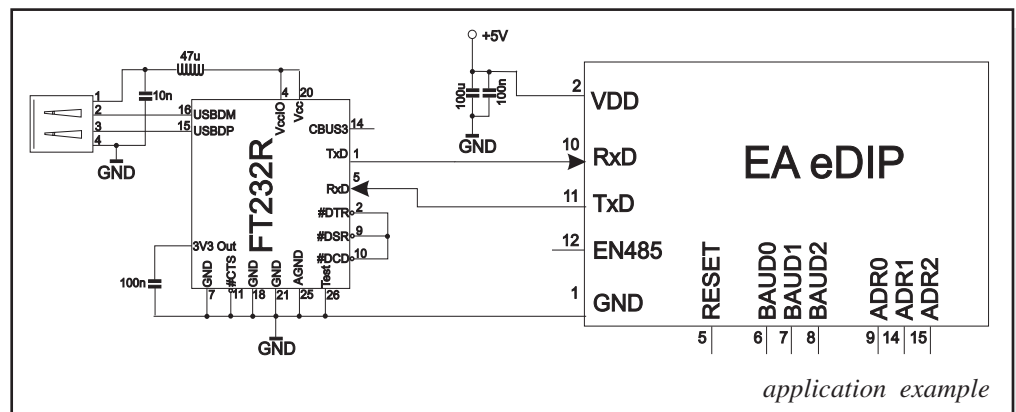 47u
+5V
1
2
3
4
10n
GND
16 USBDM
15 USBDP
4 20
VccIO
Vcc
CBUS3 14
TxD 1
RxD 5
#DTR 2
#DSR 9
#DCD 10
FT232R
3V3 Out
100n
GND
#CTS
GND
GND
AGND
Test
7 11 18 21 25 26
GND
100u
100n
GND
2 VDD
10 RxD
11 TxD
12 EN485
1 GND
EA eDIP
RESET
BAUD0
BAUD1
BAUD2
ADR0
ADR1
ADR2
5 6 7 8 9 14 15
application example